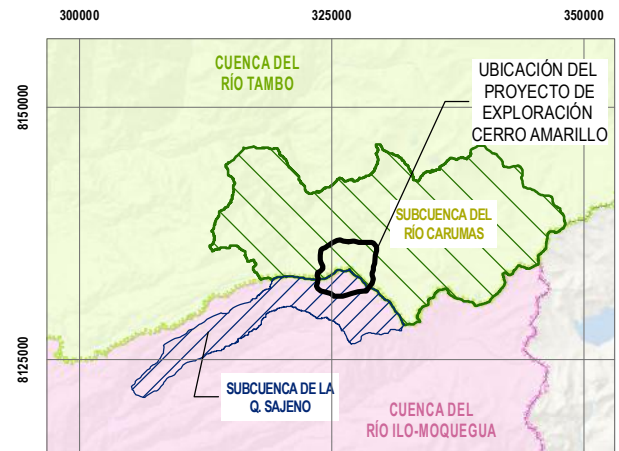 300000
325000
350000
8150000
8125000
CUENCA DEL
RÍO TAMBO
UBICACIÓN DEL
PROYECTO DE
EXPLORACIÓN
CERRO AMARILLO
SUBCUENCA DEL
RÍO CARUMAS
SUBCUENCA DE LA
Q. SAJENO
CUENCA DEL
RÍO ILO-MOQUEGUA